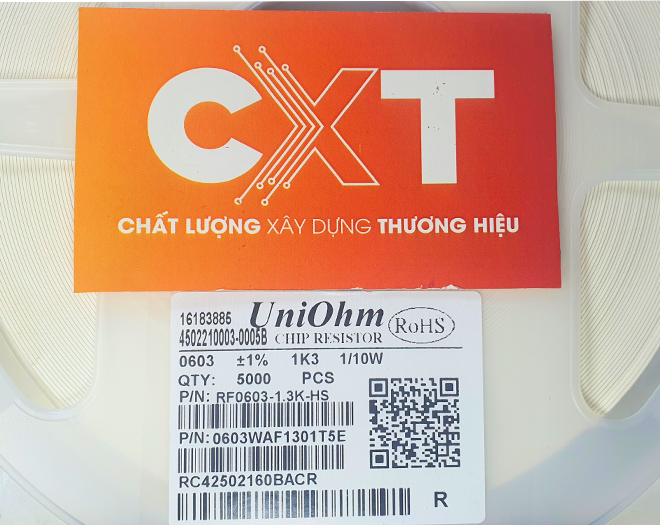 CXT
CHẤT LƯỢNG XÂY DỰNG THƯƠNG HIỆU
16183885 UniOhm
4502210003-0005B CHIP RESISTOR RoHS
0603 ±1% 1K3 1/10W
QTY: 5000 PCS
P/N: RF0603-1.3K-HS
P/N:0603WAF1301T5E
RC42502160BACR
R